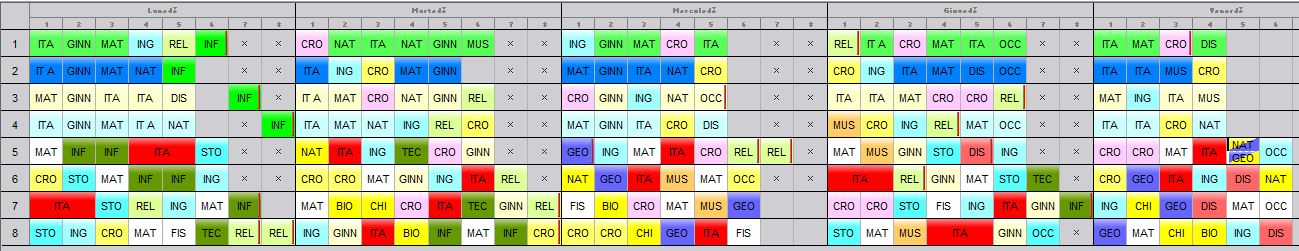 Lunedì Martedì Mercoledì Giovedì Venerdì
1 2 3 4 5 6 7 8 1 2 3 4 5 6 7 8 1 2 3 4 5 6 7 8 1 2 3 4 5 6 7 8 1 2 3 4 5 6
1 ITA GINN MAT ING REL INF × × CRO NAT ITA NAT GINN MUS × × ING GINN MAT CRO ITA REL ITA CRO MAT ITA OCC × × ITA MAT CRO DIS
2 ITA GINN MAT NAT INF × × ITA ING CRO MAT GINN × × MAT GINN ITA NAT CRO CRO ING ITA MAT DIS OCC × × ITA ITA MUS CRO
3 MAT GINN ITA ITA DIS INF × ITA MAT CRO NAT GINN REL × × CRO GINN ING NAT OCC ITA ITA MAT CRO CRO REL × × MAT ING ITA MUS
4 ITA GINN MAT ITA NAT × INF ITA MAT NAT ING REL CRO × × MAT GINN ITA CRO DIS MUS CRO ING REL MAT OCC × × ITA ITA CRO NAT
5 MAT INF INF ITA STO × × NAT ITA ING TEC CRO GINN × × GEO ING MAT ITA CRO REL REL × MAT MUS GINN STO DIS ING × × CRO CRO MAT ITA NAT GEO OCC
6 CRO STO MAT INF INF ING × × CRO CRO MAT GINN ING ITA REL × NAT GEO ITA MUS MAT OCC ITA REL GINN MAT STO TEC × CRO GEO ITA ING DIS NAT
7 ITA STO REL ING MAT INF × MAT BIO CHI CRO ITA TEC GINN REL FIS BIO CRO MAT MUS GEO CRO CRO STO FIS ING ITA GINN INF ING CHI GEO DIS MAT OCC
8 STO ING CRO MAT FIS TEC REL REL ING GINN ITA BIO INF MAT INF CRO CRO CRO CHI GEO ITA FIS STO MAT MUS ITA GINN OCC × GEO MAT ING CHI ING DIS